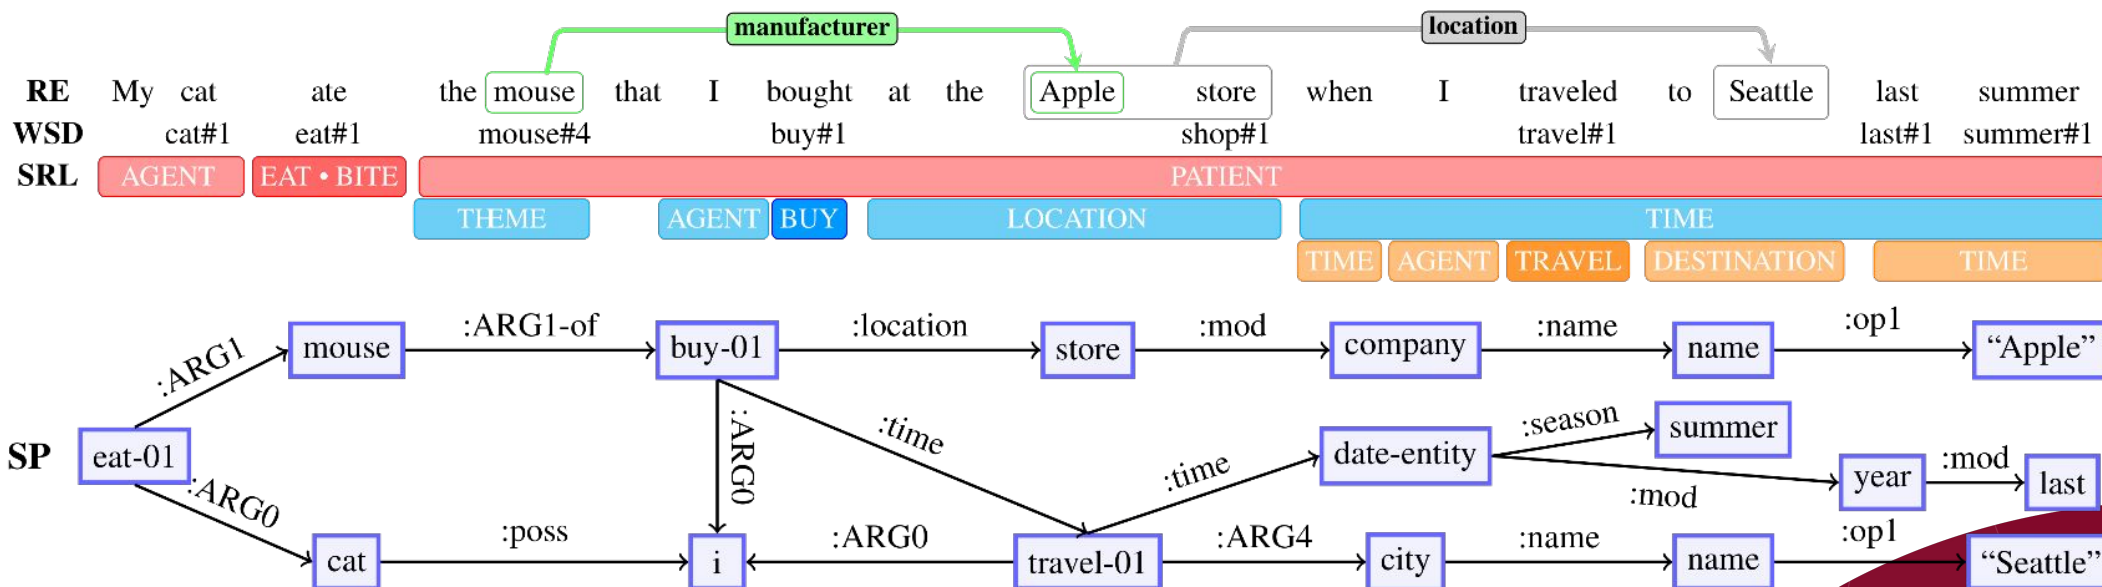 manufacturer location
RE My cat ate the mouse that I bought at the Apple store when I traveled to Seattle last summer
WSD cat#1 eat#1 mouse#4 buy#1 shop#1 travel#1 last#1 summer#1
SRL AGENT EAT • BITE PATIENT
THEME AGENT BUY LOCATION TIME
TIME AGENT TRAVEL DESTINATION TIME
:ARG1 :ARG1-of :location :mod :name :op1
mouse buy-01 store company name “Apple”
:ARG0 :time :time :season :mod :mod
SP eat-01 date-entity summer year last
:ARG0 :poss :ARG0 :ARG4 :name :op1
cat i travel-01 city name “Seattle”